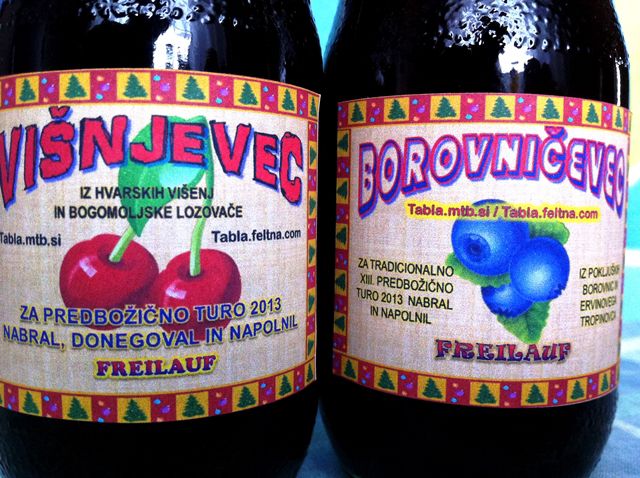 VIŠNJEVEC
IZ HVARSKIH VIŠENJ
IN BOGOMOLJSKE LOZOVAČE
Tabla.mtb.si
Tabla.feltna.com
ZA PREDBOŽIČNO TURO 2013
NABRAL, DONEGOVAL IN NAPOLNIL
FREILAUF
BOROVNIČEVEC
Tabla.mtb.si / Tabla.feltna.com
ZA TRADICIONALNO
XIII. PREDBOŽIČNO
TURO 2013 NABRAL
IN NAPOLNIL
IZ POKLJUŠKIH
BOROVNIC IN
ERVINOVEGA
TROPINOVCA
FREILAUF